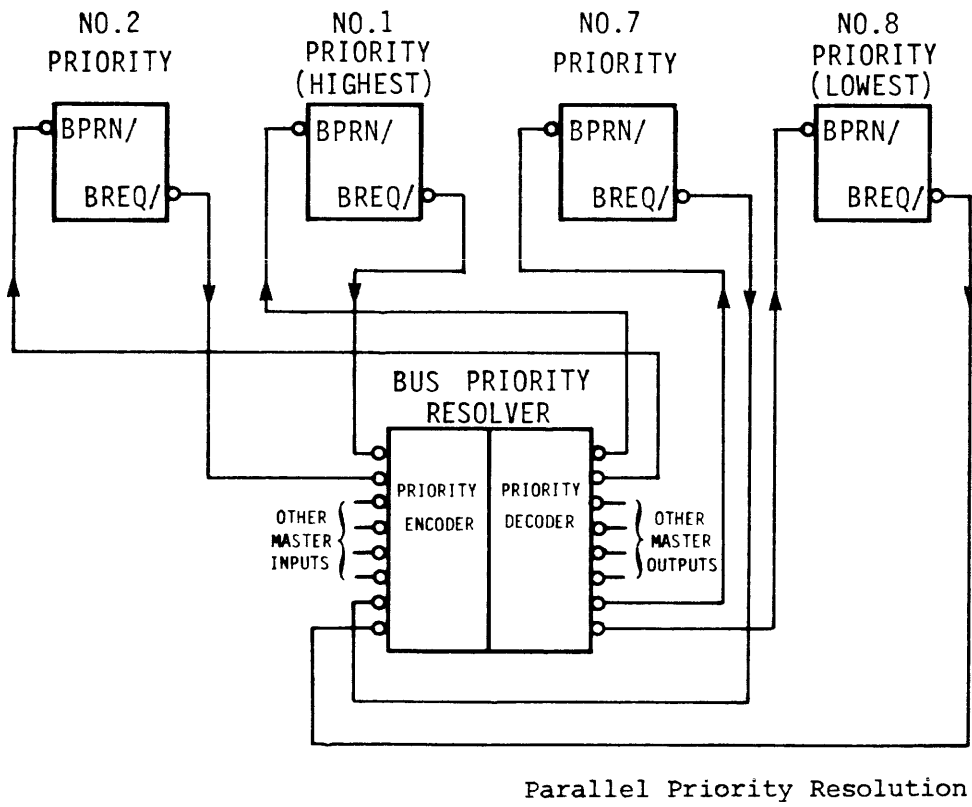 NO.2
PRIORITY
NO.1
PRIORITY
(HIGHEST)
NO.7
PRIORITY
NO.8
PRIORITY
(LOWEST)
BPRN/
BREQ/
BPRN/
BREQ/
BPRN/
BREQ/
BPRN/
BREQ/
BUS PRIORITY
RESOLVER
PRIORITY
ENCODER
PRIORITY
DECODER
OTHER
MASTER
INPUTS
OTHER
MASTER
OUTPUTS
Parallel Priority Resolution